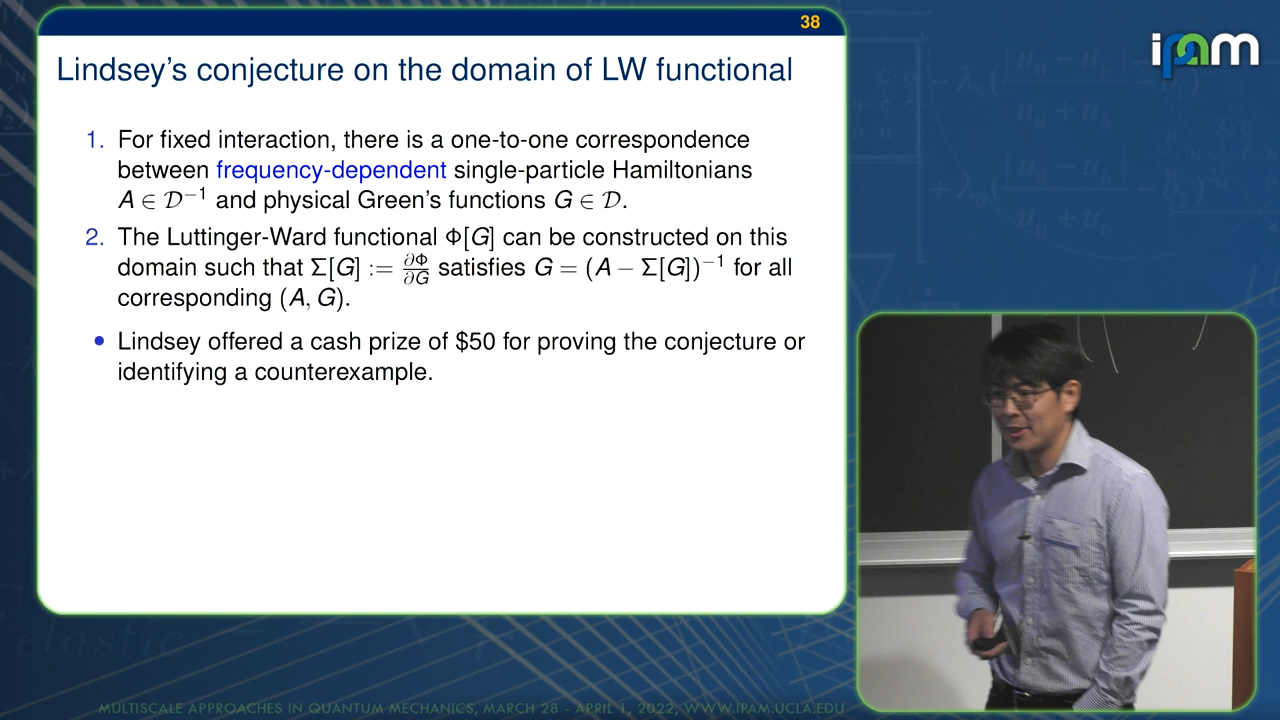 38
ipam
Lindsey's conjecture on the domain of LW functional
1. For fixed interaction, there is a one-to-one correspondence
between frequency-dependent single-particle Hamiltonians
A ∈ 𝒟⁻¹ and physical Green's functions G ∈ 𝒟.
2. The Luttinger-Ward functional Φ[G] can be constructed on this
domain such that Σ[G] := ∂Φ/∂G satisfies G = (A − Σ[G])⁻¹ for all
corresponding (A, G).
• Lindsey offered a cash prize of $50 for proving the conjecture or
identifying a counterexample.
elastic
MULTISCALE APPROACHES IN QUANTUM MECHANICS, MARCH 28 - APRIL 1, 2022, WWW.IPAM.UCLA.EDU